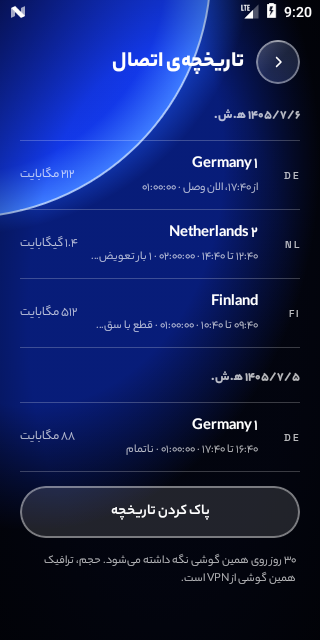 9:20
LTE
تاریخچه‌ی اتصال
۱۴۰۵/۷/۶ ه‍.ش.
DE
Germany ۱
۲۱۲ مگابایت
از ۱۷:۴۰، الان وصل · ۰۱:۰۰
NL
Netherlands ۲
۱.۴ گیگابایت
۱۲:۴۰ تا ۱۴:۴۰ · ۰۲:۰۰:۰۰ · ۱ بار تعویض...
FI
Finland
۵۱۲ مگابایت
۰۹:۴۰ تا ۱۰:۴۰ · ۰۱:۰۰:۰۰ · قطع یا سق...
۱۴۰۵/۷/۵ ه‍.ش.
DE
Germany ۱
۸۸ مگابایت
۱۶:۴۰ تا ۱۷:۴۰ · ۰۱:۰۰:۰۰ · ناتمام
پاک کردن تاریخچه
۳۰ روز روی همین گوشی نگه داشته می‌شود. حجم، ترافیک
همین گوشی از VPN است.